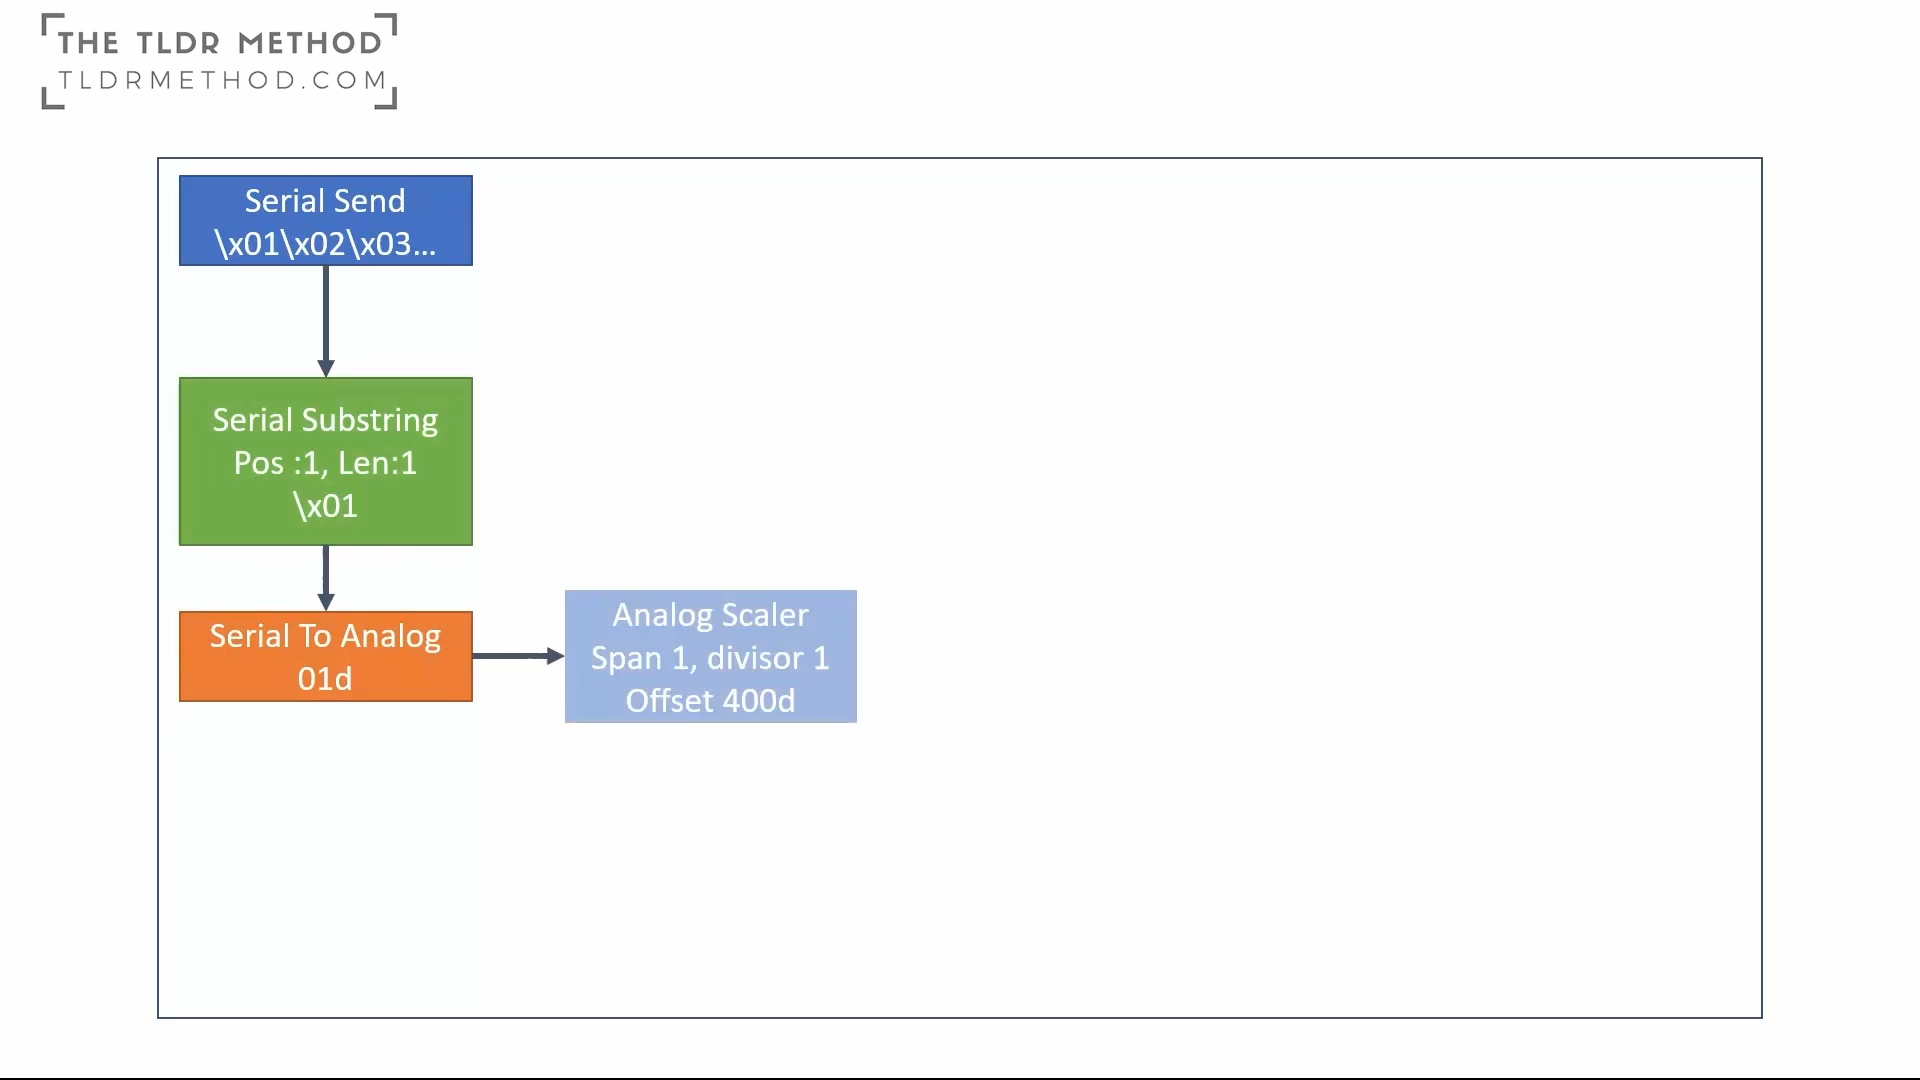 THE TLDR METHOD
TLDRMETHOD.COM
Serial Send
\x01\x02\x03...
Serial Substring
Pos :1, Len:1
\x01
Serial To Analog
01d
Analog Scaler
Span 1, divisor 1
Offset 400d